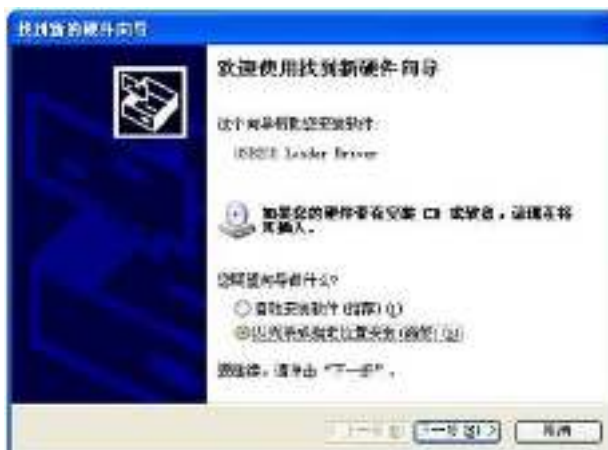 找到新的硬件向导
欢迎使用找到新硬件向导
这个向导帮助您安装软件:
Loader Driver
如果您的硬件带有安装 CD 或软盘，请现在将
其插入。
您期望向导做什么?
自动安装软件(推荐)(I)
从列表或指定位置安装(高级)(S)
要继续，请单击“下一步”。
下一步(N) >
取消